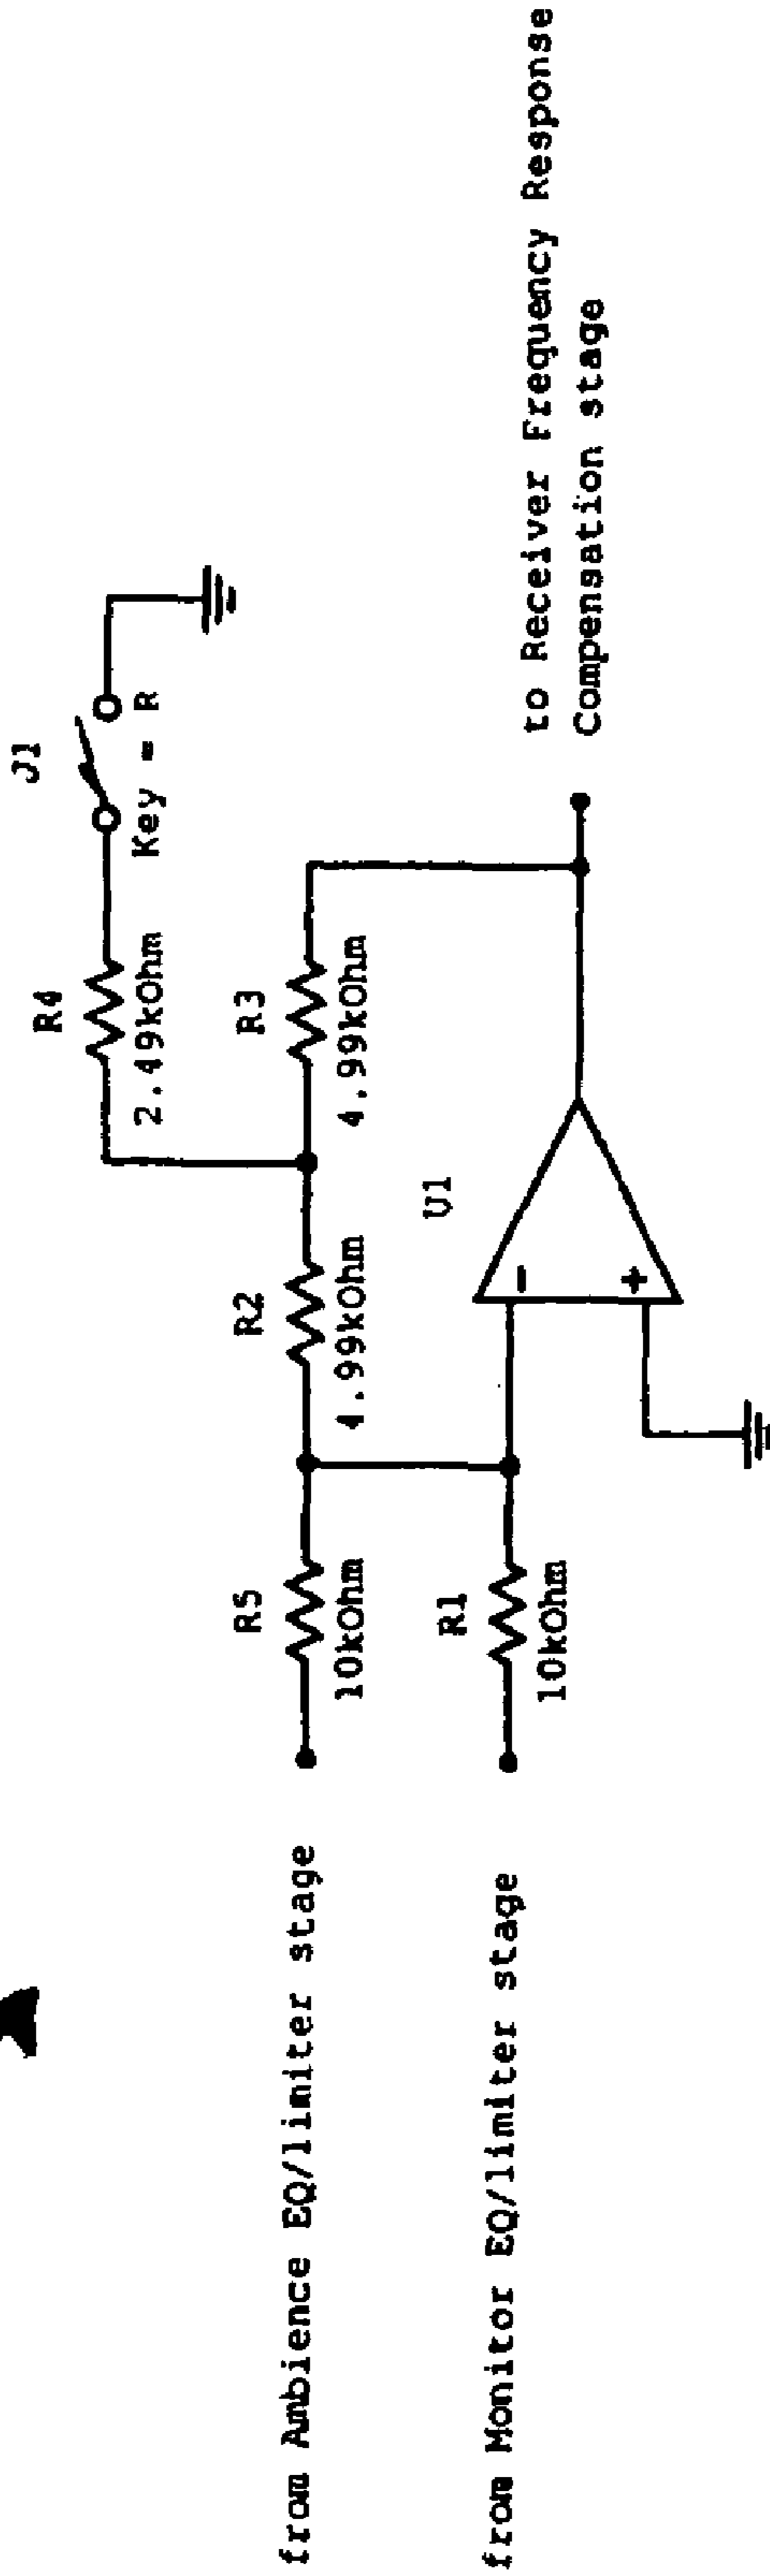 J1
Key = R
R4
2.49kOhm
R3
4.99kOhm
R2
4.99kOhm
R5
10kOhm
R1
10kOhm
U1
-
+
from Ambience EQ/limiter stage
from Monitor EQ/limiter stage
to Receiver Frequency Response
Compensation stage